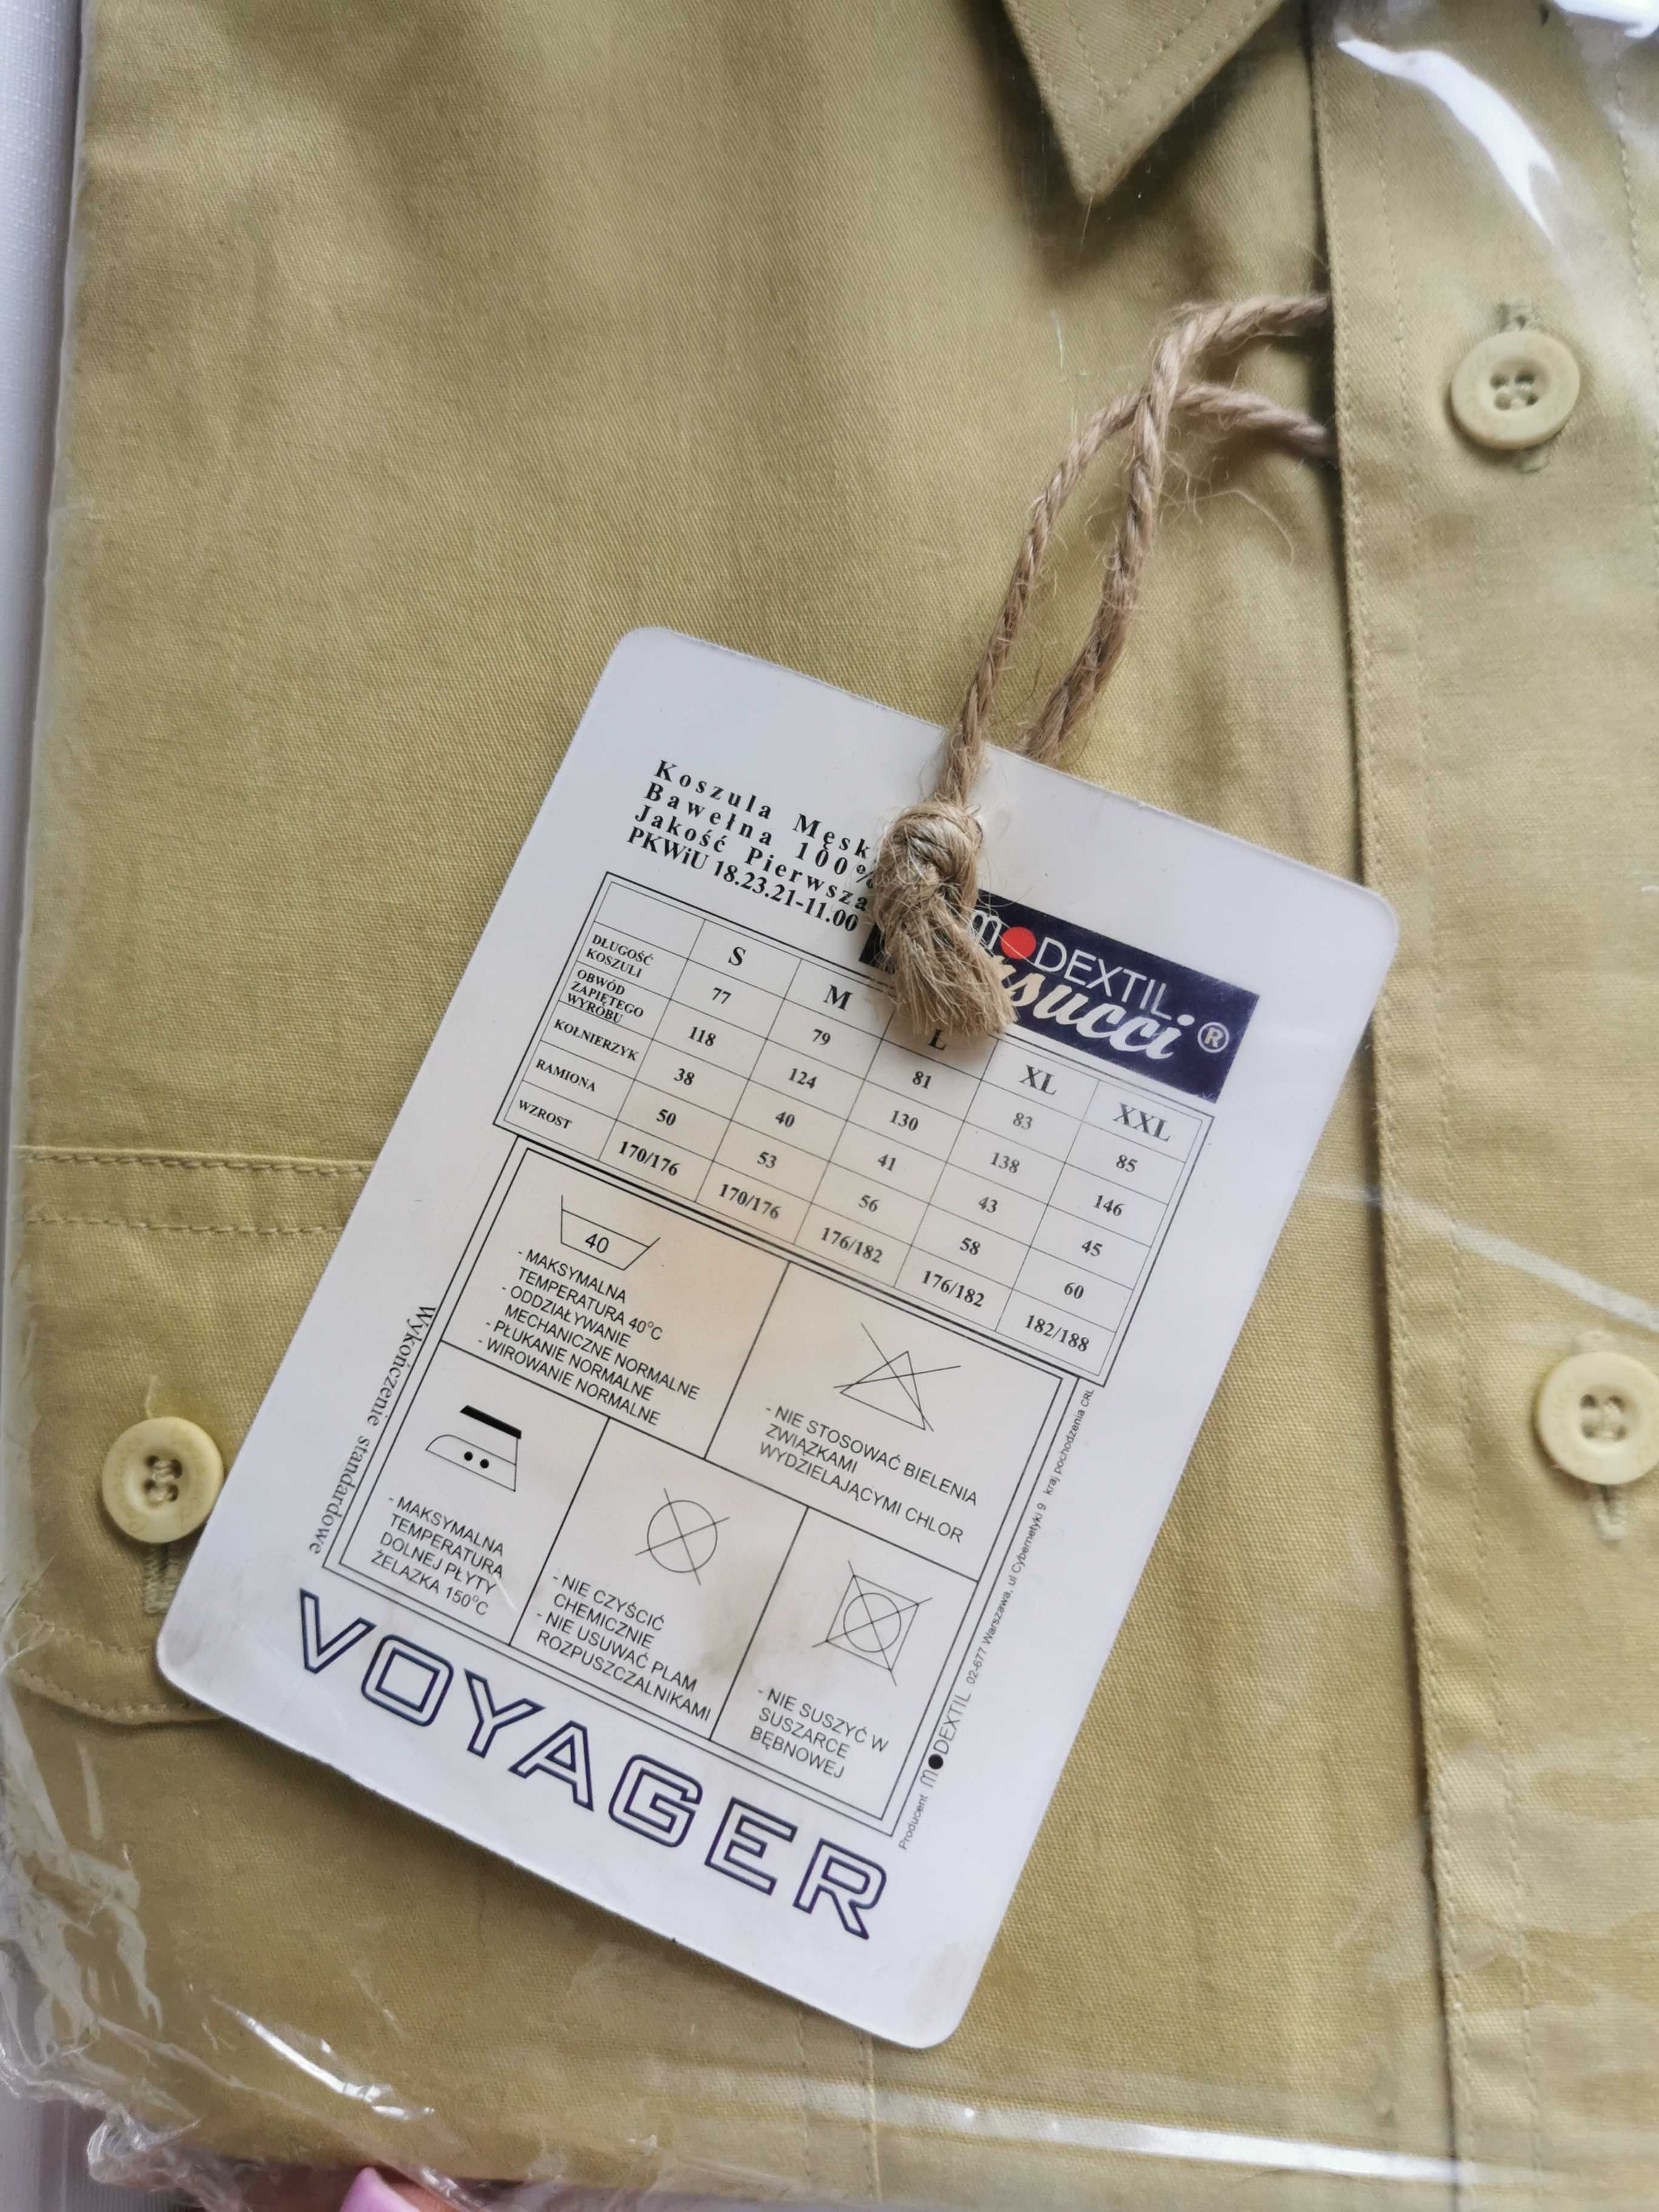 Koszula Męsk
Bawełna 100%
Jakość Pierwsza
PKWiU 18.23.21-11.00
MODEXTIL
®
S M L XL XXL
DŁUGOŚĆ KOSZULI 77 79 81 83 85
OBWÓD ZAPIĘTEGO WYROBU 118 124 130 138 146
KOŁNIERZYK 38 40 41 43 45
RAMIONA 50 53 56 58 60
WZROST 170/176 170/176 176/182 176/182 182/188
40
- MAKSYMALNA
TEMPERATURA 40°C
- ODDZIAŁYWANIE
MECHANICZNE NORMALNE
- PŁUKANIE NORMALNE
- WIROWANIE NORMALNE
- NIE STOSOWAĆ BIELENIA
ZWIĄZKAMI
WYDZIELAJĄCYMI CHLOR
- MAKSYMALNA
TEMPERATURA
DOLNEJ PŁYTY
ŻELAZKA 150°C
- NIE CZYŚCIĆ
CHEMICZNIE
- NIE USUWAĆ PLAM
ROZPUSZCZALNIKAMI
- NIE SUSZYĆ W
SUSZARCE
BĘBNOWEJ
Wykończenie standardowe
Producent MODEXTIL 02-677 Warszawa, ul Cybernetyki 9 kraj pochodzenia CRL
VOYAGER